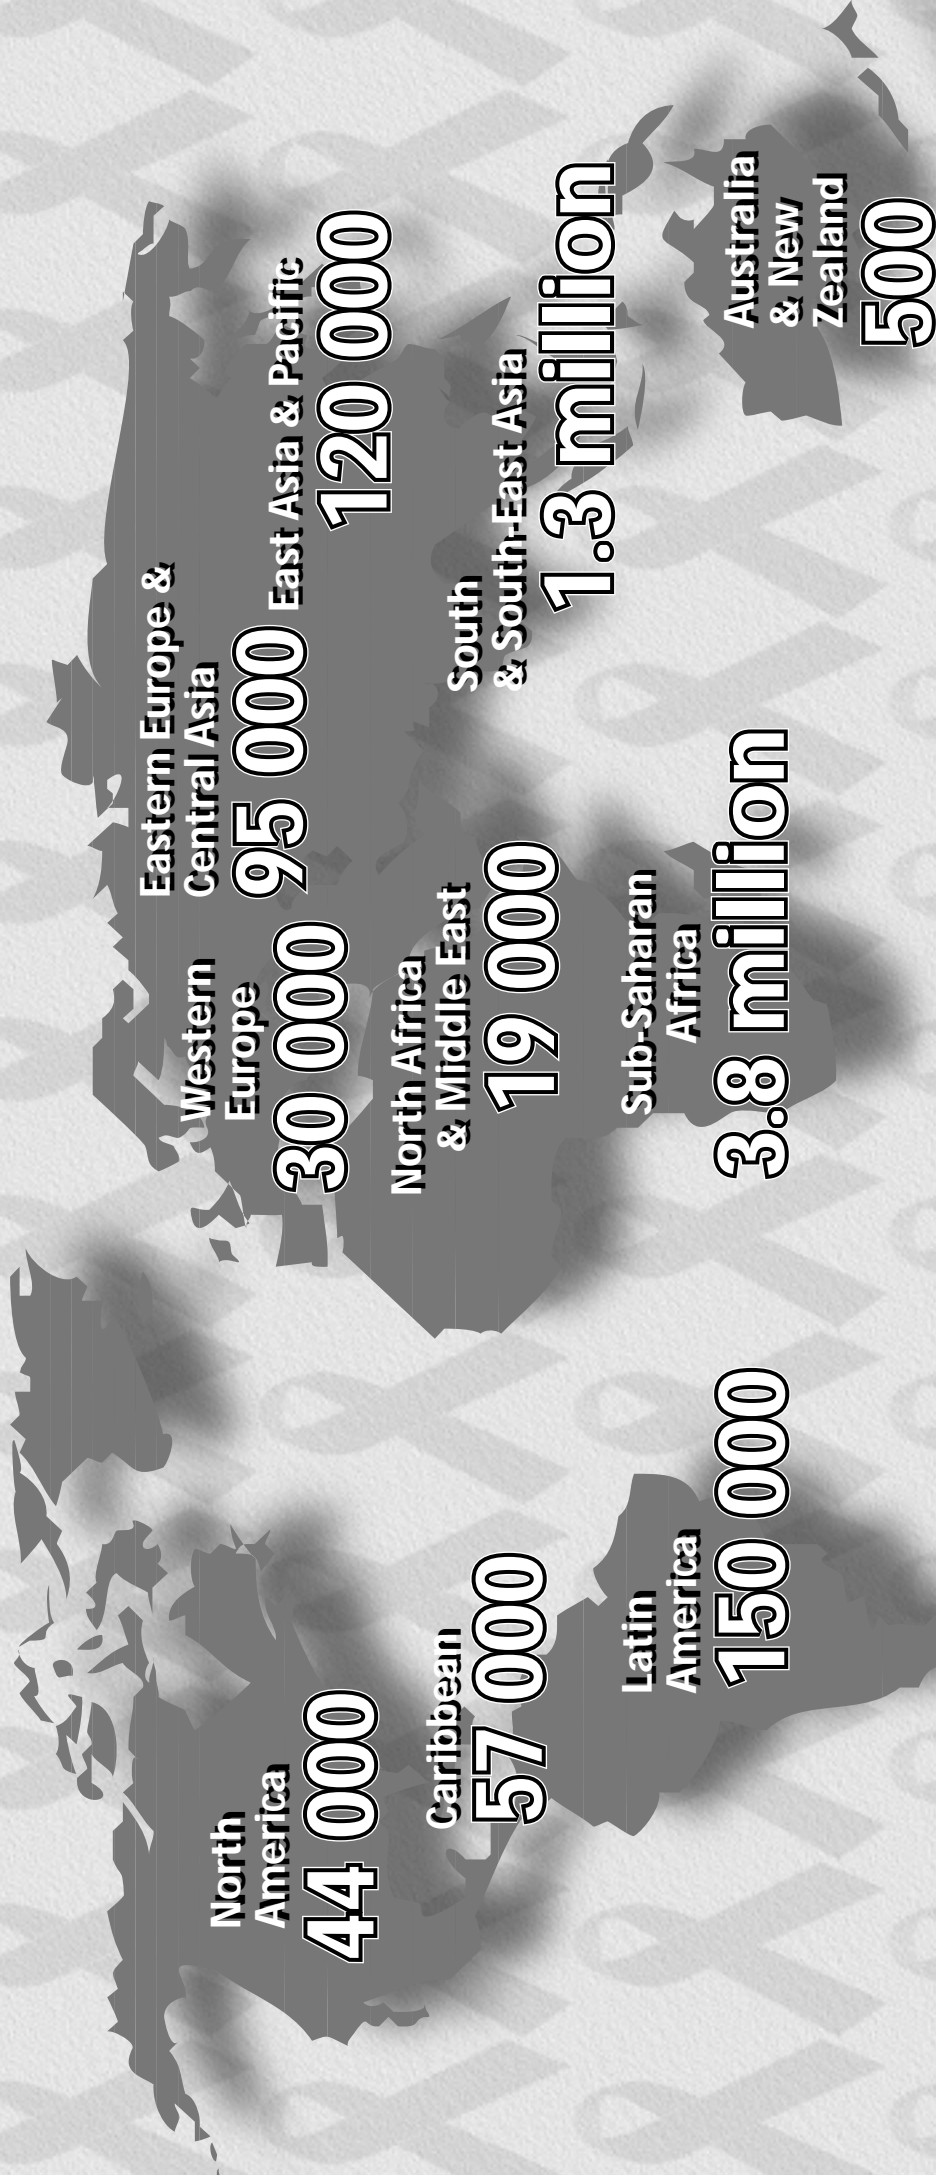 North
America
44 000
Caribbean
57 000
Latin
America
150 000
Western
Europe
30 000
North Africa
& Middle East
19 000
Sub-Saharan
Africa
3.8 million
Eastern Europe &
Central Asia
95 000
East Asia & Pacific
120 000
South
& South-East Asia
1.3 million
Australia
& New
Zealand
500